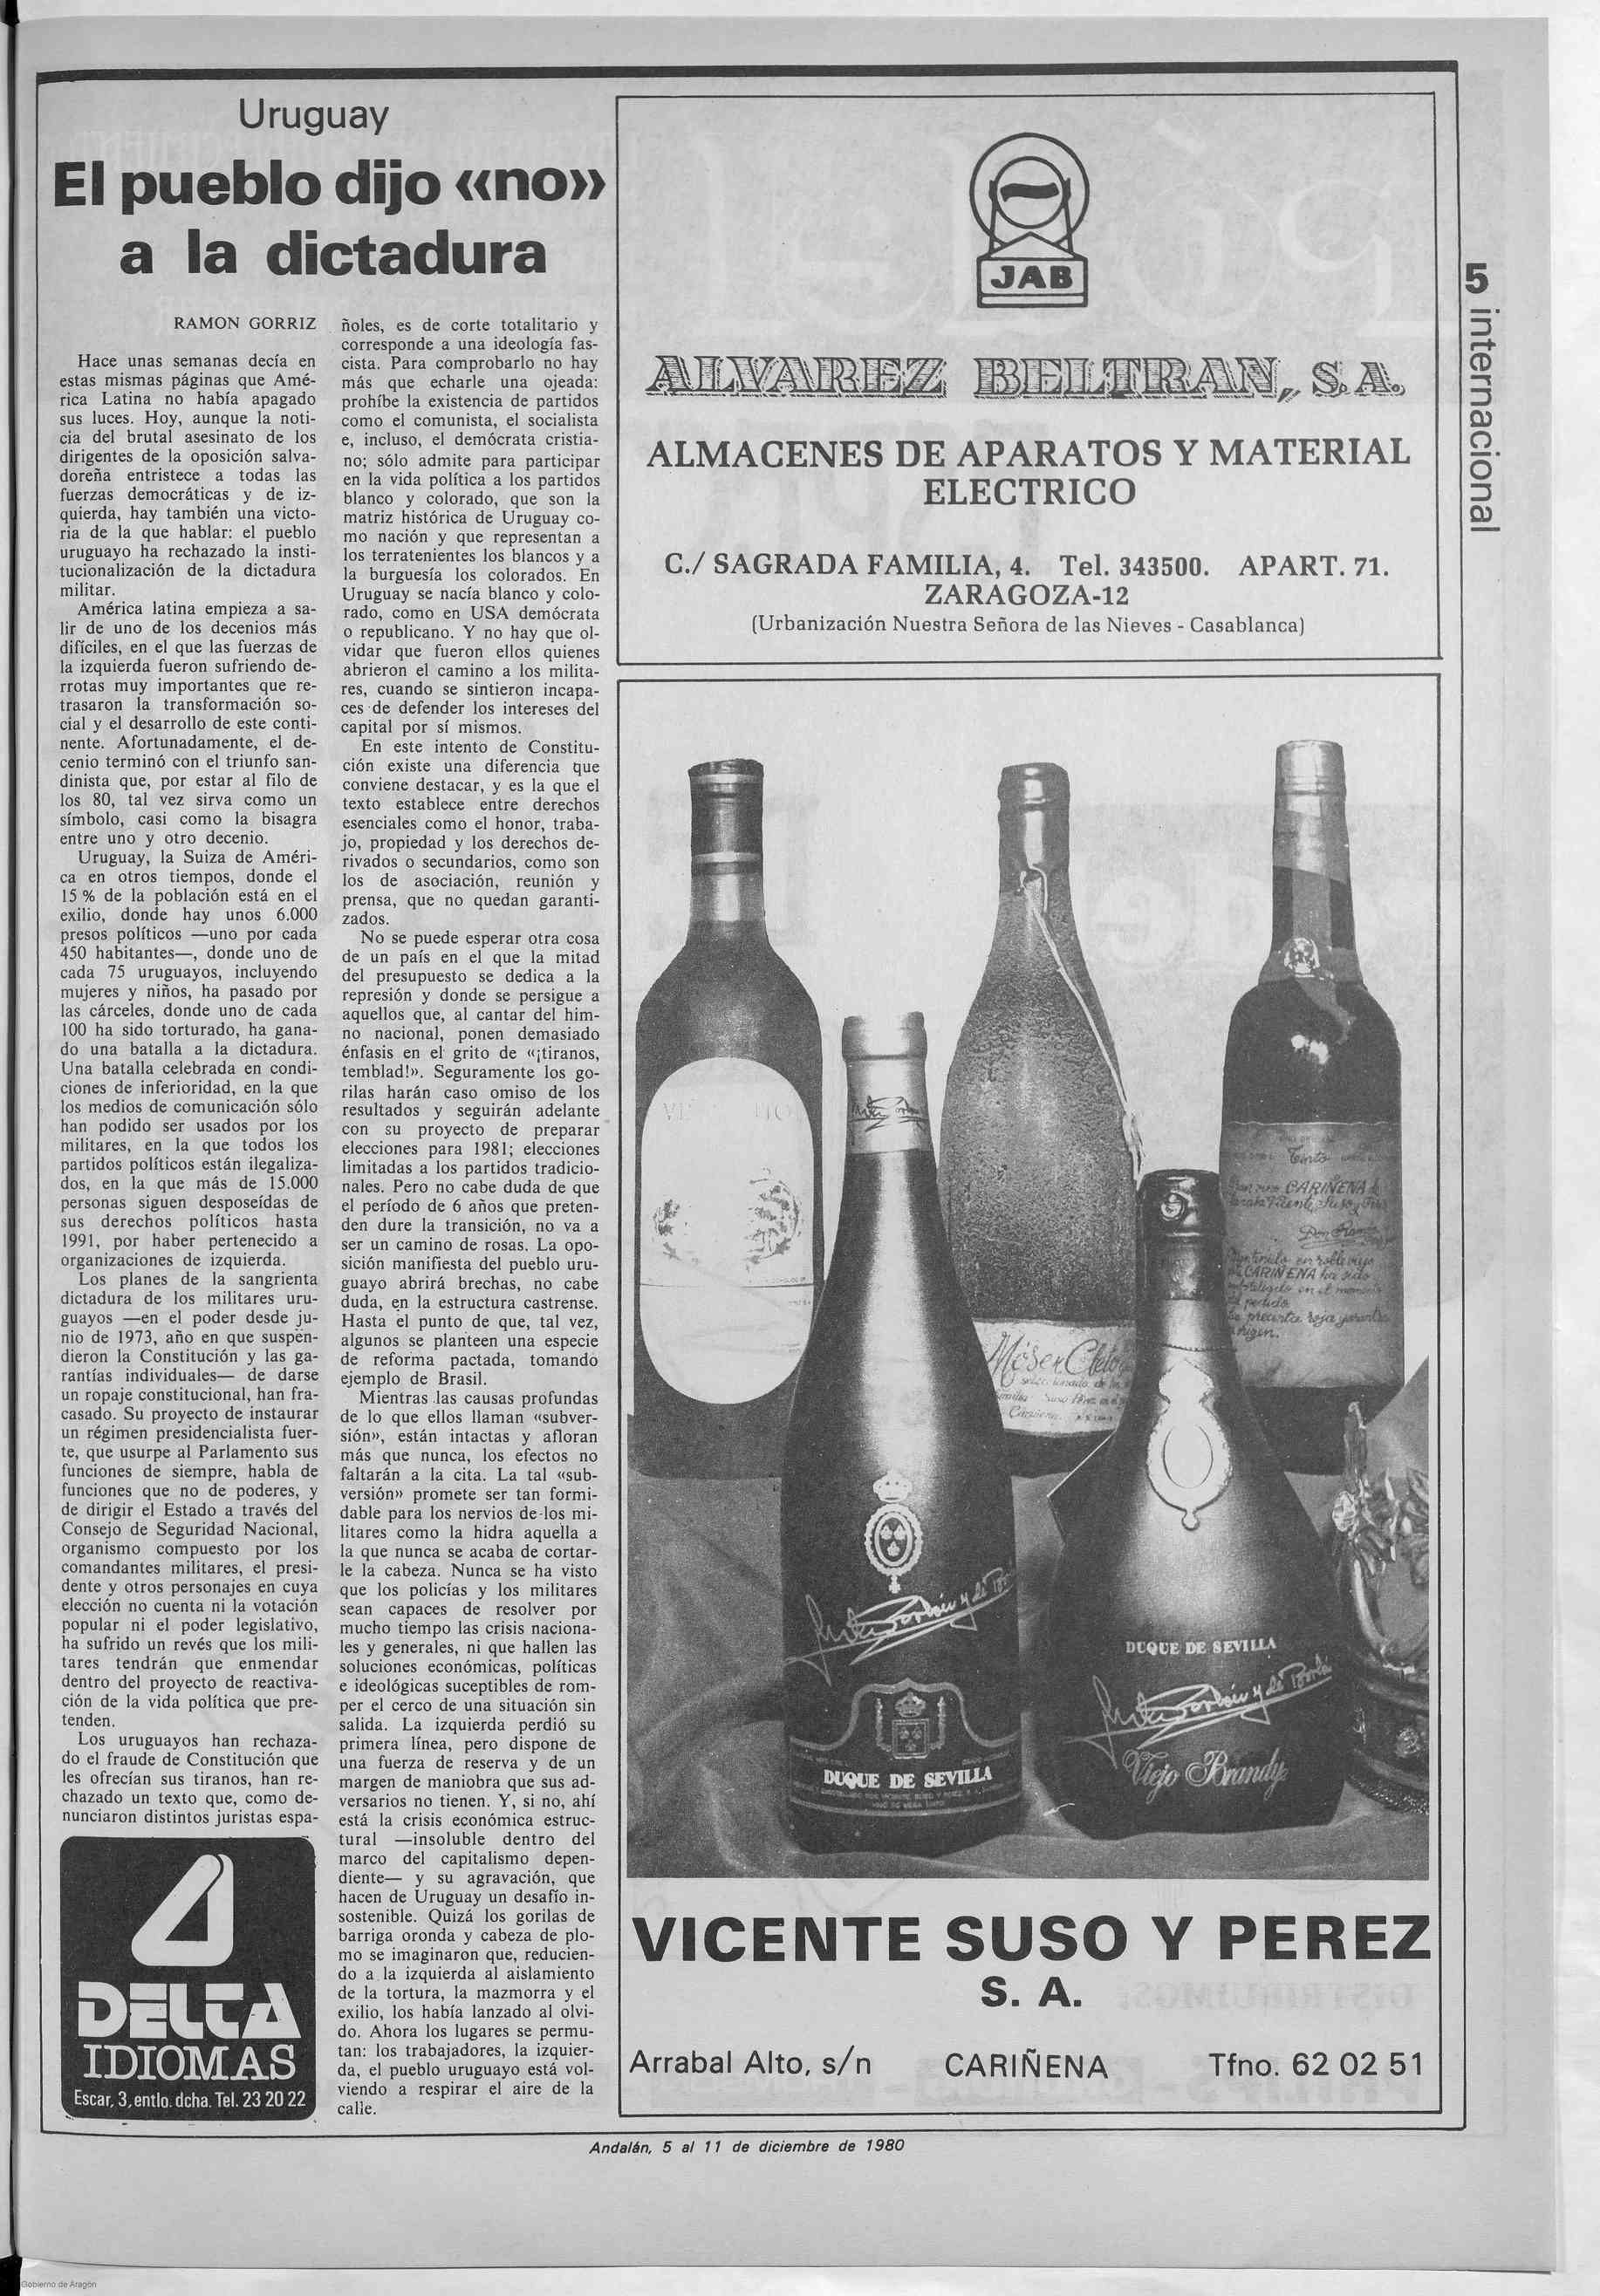 Uruguay
El pueblo dijo «no»
a la dictadura
RAMON GORRIZ
Hace unas semanas decía en
estas mismas páginas que Amé-
rica Latina no había apagado
sus luces. Hoy, aunque la noti-
cia del brutal asesinato de los
dirigentes de la oposición salva-
doreña entristece a todas las
fuerzas democráticas y de iz-
quierda, hay también una victo-
ria de la que hablar: el pueblo
uruguayo ha rechazado la insti-
tucionalización de la dictadura
militar.
América latina empieza a sa-
lir de uno de los decenios más
difíciles, en el que las fuerzas de
la izquierda fueron sufriendo de-
rrotas muy importantes que re-
trasaron la transformación so-
cial y el desarrollo de este conti-
nente. Afortunadamente, el de-
cenio terminó con el triunfo san-
dinista que, por estar al filo de
los 80, tal vez sirva como un
símbolo, casi como la bisagra
entre uno y otro decenio.
Uruguay, la Suiza de Améri-
ca en otros tiempos, donde el
15 % de la población está en el
exilio, donde hay unos 6.000
presos políticos —uno por cada
450 habitantes—, donde uno de
cada 75 uruguayos, incluyendo
mujeres y niños, ha pasado por
las cárceles, donde uno de cada
100 ha sido torturado, ha gana-
do una batalla a la dictadura.
Una batalla celebrada en condi-
ciones de inferioridad, en la que
los medios de comunicación sólo
han podido ser usados por los
militares, en la que todos los
partidos políticos están ilegaliza-
dos, en la que más de 15.000
personas siguen desposeídas de
sus derechos políticos hasta
1991, por haber pertenecido a
organizaciones de izquierda.
Los planes de la sangrienta
dictadura de los militares uru-
guayos —en el poder desde ju-
nio de 1973, año en que suspen-
dieron la Constitución y las ga-
rantías individuales— de darse
un ropaje constitucional, han fra-
casado. Su proyecto de instaurar
un régimen presidencialista fuer-
te, que usurpe al Parlamento sus
funciones de siempre, habla de
funciones que no de poderes, y
de dirigir el Estado a través del
Consejo de Seguridad Nacional,
organismo compuesto por los
comandantes militares, el presi-
dente y otros personajes en cuya
elección no cuenta ni la votación
popular ni el poder legislativo,
ha sufrido un revés que los mili-
tares tendrán que enmendar
dentro del proyecto de reactiva-
ción de la vida política que pre-
tenden.
Los uruguayos han rechaza-
do el fraude de Constitución que
les ofrecían sus tiranos, han re-
chazado un texto que, como de-
nunciaron distintos juristas espa-
ñoles, es de corte totalitario y
corresponde a una ideología fas-
cista. Para comprobarlo no hay
más que echarle una ojeada:
prohíbe la existencia de partidos
como el comunista, el socialista
e, incluso, el demócrata cristia-
no; sólo admite para participar
en la vida política a los partidos
blanco y colorado, que son la
matriz histórica de Uruguay co-
mo nación y que representan a
los terratenientes los blancos y a
la burguesía los colorados. En
Uruguay se nacía blanco y colo-
rado, como en USA demócrata
o republicano. Y no hay que ol-
vidar que fueron ellos quienes
abrieron el camino a los milita-
res, cuando se sintieron incapa-
ces de defender los intereses del
capital por sí mismos.
En este intento de Constitu-
ción existe una diferencia que
conviene destacar, y es la que el
texto establece entre derechos
esenciales como el honor, traba-
jo, propiedad y los derechos de-
rivados o secundarios, como son
los de asociación, reunión y
prensa, que no quedan garanti-
zados.
No se puede esperar otra cosa
de un país en el que la mitad
del presupuesto se dedica a la
represión y donde se persigue a
aquellos que, al cantar del him-
no nacional, ponen demasiado
énfasis en el grito de «¡tiranos,
temblad!». Seguramente los go-
rilas harán caso omiso de los
resultados y seguirán adelante
con su proyecto de preparar
elecciones para 1981; elecciones
limitadas a los partidos tradicio-
nales. Pero no cabe duda de que
el período de 6 años que preten-
den dure la transición, no va a
ser un camino de rosas. La opo-
sición manifiesta del pueblo uru-
guayo abrirá brechas, no cabe
duda, en la estructura castrense.
Hasta el punto de que, tal vez,
algunos se planteen una especie
de reforma pactada, tomando
ejemplo de Brasil.
Mientras las causas profundas
de lo que ellos llaman «subver-
sión», están intactas y afloran
más que nunca, los efectos no
faltarán a la cita. La tal «sub-
versión» promete ser tan formi-
dable para los nervios de los mi-
litares como la hidra aquella a
la que nunca se acaba de cortar-
le la cabeza. Nunca se ha visto
que los policías y los militares
sean capaces de resolver por
mucho tiempo las crisis naciona-
les y generales, ni que hallen las
soluciones económicas, políticas
e ideológicas suceptibles de rom-
per el cerco de una situación sin
salida. La izquierda perdió su
primera línea, pero dispone de
una fuerza de reserva y de un
margen de maniobra que sus ad-
versarios no tienen. Y, si no, ahí
está la crisis económica estruc-
tural —insoluble dentro del
marco del capitalismo depen-
diente— y su agravación, que
hacen de Uruguay un desafío in-
sostenible. Quizá los gorilas de
barriga oronda y cabeza de plo-
mo se imaginaron que, reducien-
do a la izquierda al aislamiento
de la tortura, la mazmorra y el
exilio, los había lanzado al olvi-
do. Ahora los lugares se permu-
tan: los trabajadores, la izquier-
da, el pueblo uruguayo está vol-
viendo a respirar el aire de la
calle.
DELTA
IDIOMAS
Escar, 3, entlo. dcha. Tel. 23 20 22
JAB
ALVAREZ BELTRAN, S.A.
ALMACENES DE APARATOS Y MATERIAL
ELECTRICO
C./ SAGRADA FAMILIA, 4. Tel. 343500. APART. 71.
ZARAGOZA-12
(Urbanización Nuestra Señora de las Nieves - Casablanca)
Tinto
CARIÑENA
CARIÑENA ha sido
Mósen Cleto
Cariñena
DUQUE DE SEVILLA
DUQUE DE SEVILLA
Viejo Brandy
VICENTE SUSO Y PEREZ
S. A.
Arrabal Alto, s/n CARIÑENA Tfno. 62 02 51
5 internacional
Andalán, 5 al 11 de diciembre de 1980
Gobierno de Aragón